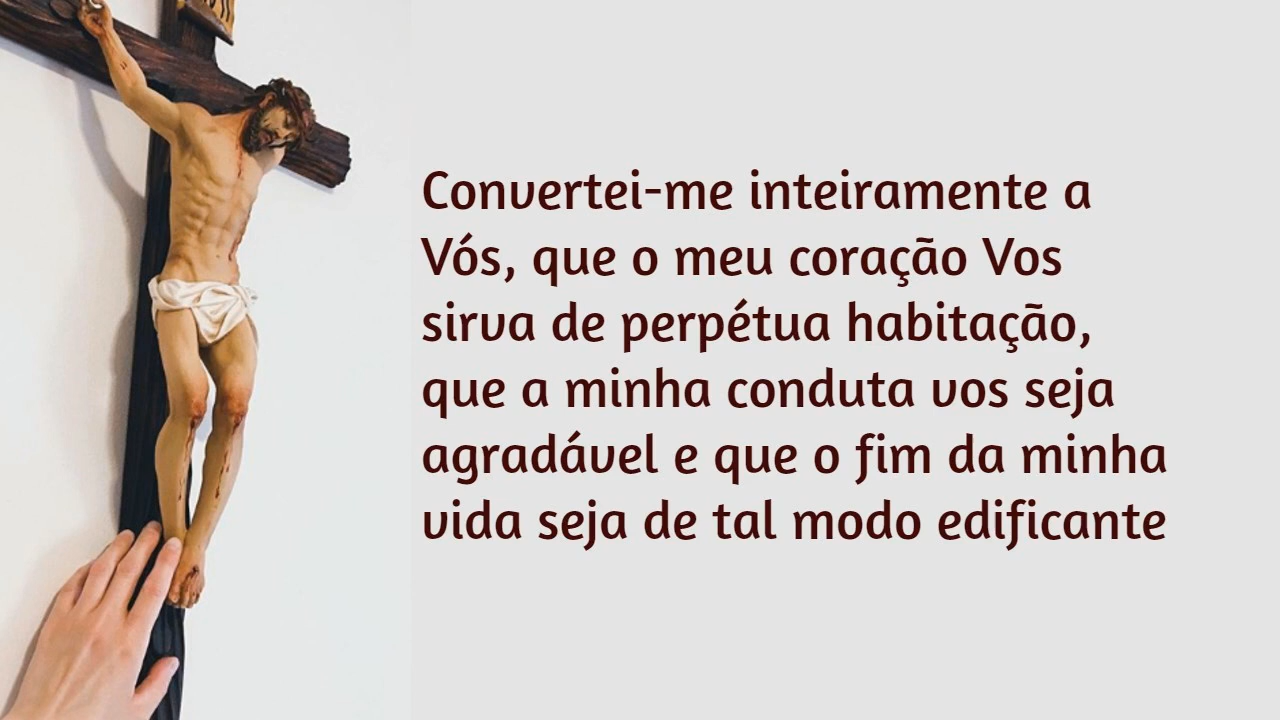 Convertei-me inteiramente a
Vós, que o meu coração Vos
sirva de perpétua habitação,
que a minha conduta vos seja
agradável e que o fim da minha
vida seja de tal modo edificante